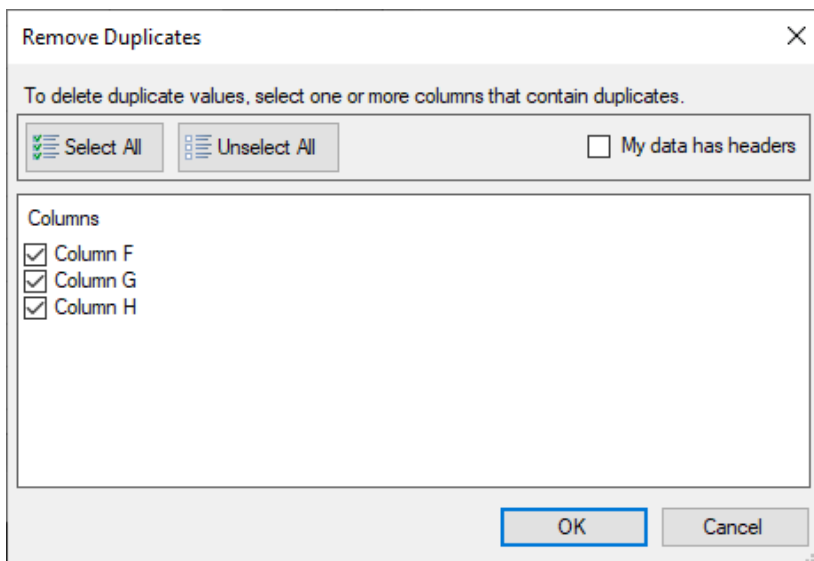 Remove Duplicates
To delete duplicate values, select one or more columns that contain duplicates.
Select All Unselect All My data has headers
Columns
Column F
Column G
Column H
OK Cancel